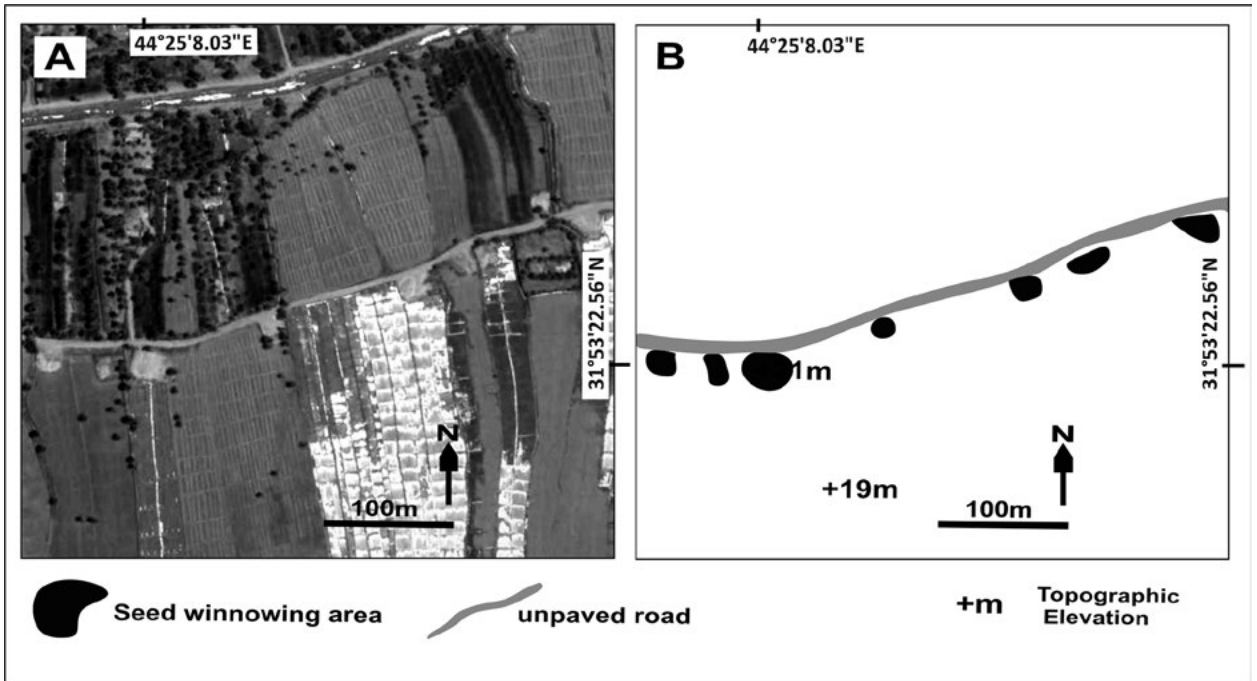 A
44°25'8.03"E
31°53'22.56"N
N
100m
B
44°25'8.03"E
31°53'22.56"N
1m
+19m
N
100m
Seed winnowing area
unpaved road
+m
Topographic
Elevation